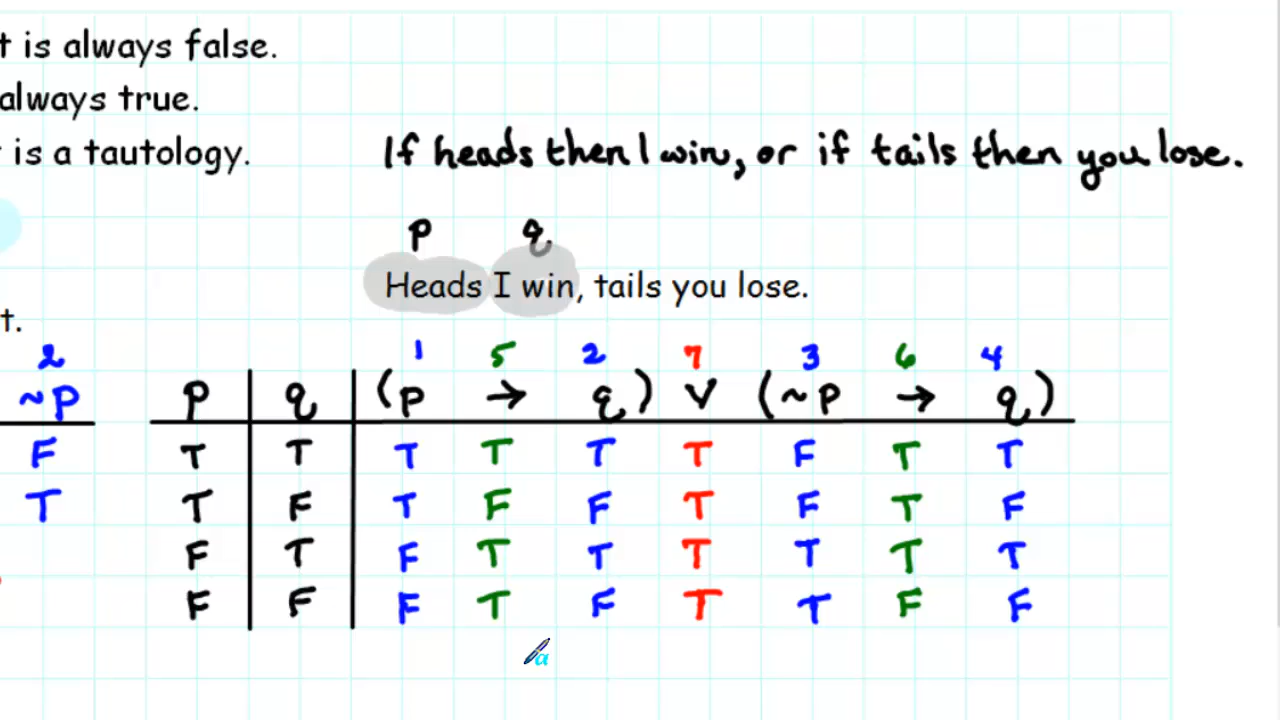 t is always false.
always true.
is a tautology.
If heads then I win, or if tails then you lose.
p q
Heads I win, tails you lose.
t.
2 1 5 2 7 3 6 4
~p p q (p → q) ∨ (~p → q)
F T T T T T T F T T
T T F T F F T F T F
F T F T T T T T T
F F F T F T T F F
a